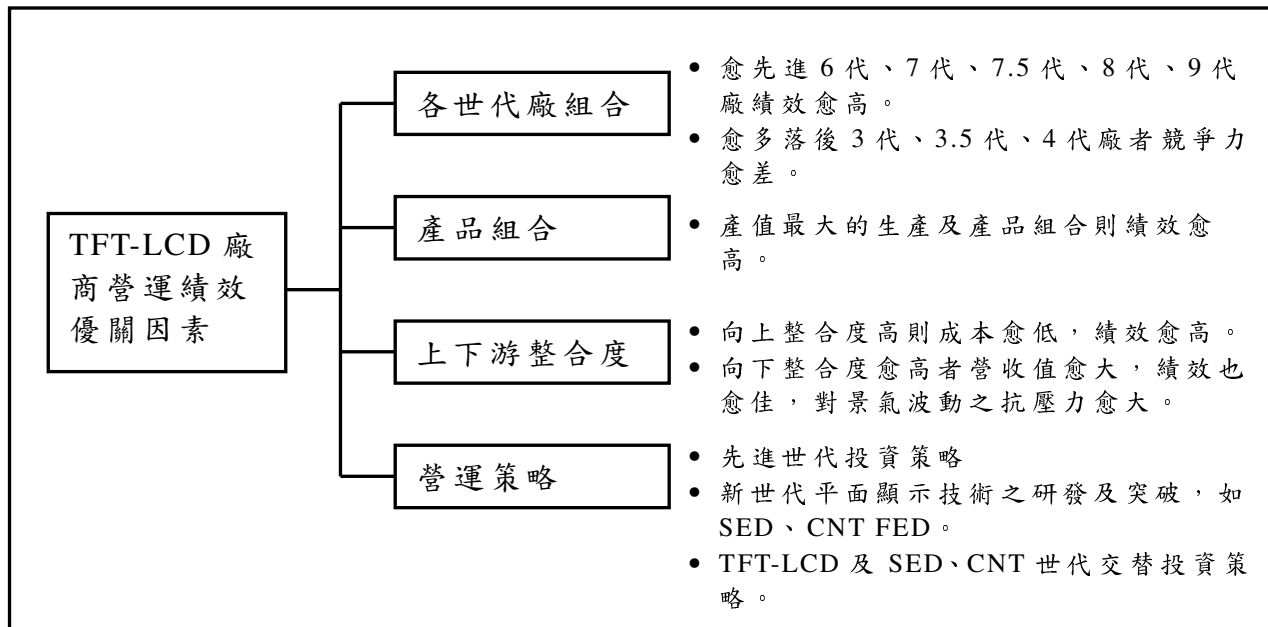 TFT-LCD 廠
商營運績效
優關因素
各世代廠組合
• 愈先進 6 代、7 代、7.5 代、8 代、9 代
廠績效愈高。
• 愈多落後 3 代、3.5 代、4 代廠者競爭力
愈差。
產品組合
• 產值最大的生產及產品組合則績效愈
高。
上下游整合度
• 向上整合度高則成本愈低，績效愈高。
• 向下整合度愈高者營收值愈大，績效也
愈佳，對景氣波動之抗壓力愈大。
營運策略
• 先進世代投資策略
• 新世代平面顯示技術之研發及突破，如
SED、CNT FED。
• TFT-LCD 及 SED、CNT 世代交替投資策
略。